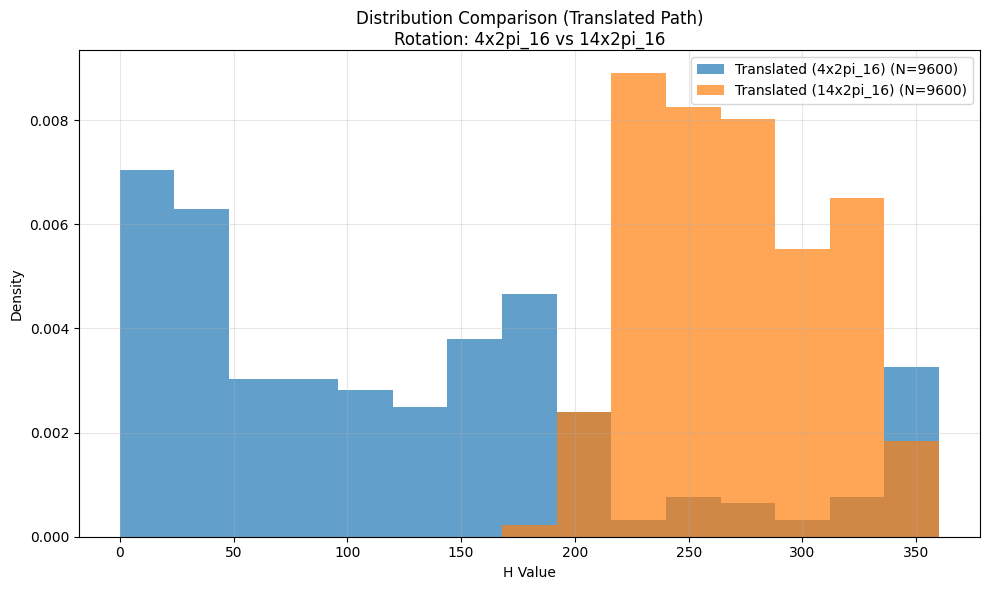 Distribution Comparison (Translated Path)
Rotation: 4x2pi_16 vs 14x2pi_16
Translated (4x2pi_16) (N=9600)
Translated (14x2pi_16) (N=9600)
Density
0.008
0.006
0.004
0.002
0.000
0
50
100
150
200
250
300
350
H Value